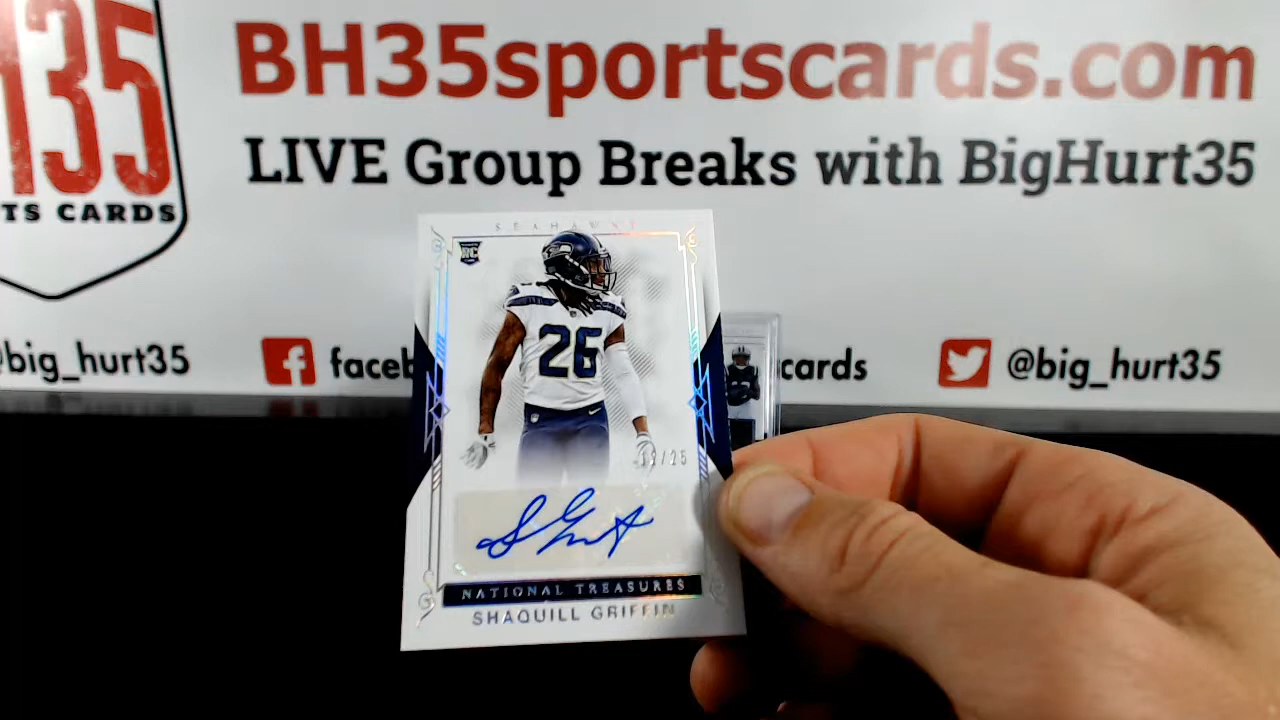 135
TS CARDS
BH35sportscards.com
LIVE Group Breaks with BigHurt35
big_hurt35
faceb
cards
@big_hurt35
SEAHAWKS
RC
26
/25
NATIONAL TREASURES
SHAQUILL GRIFFIN